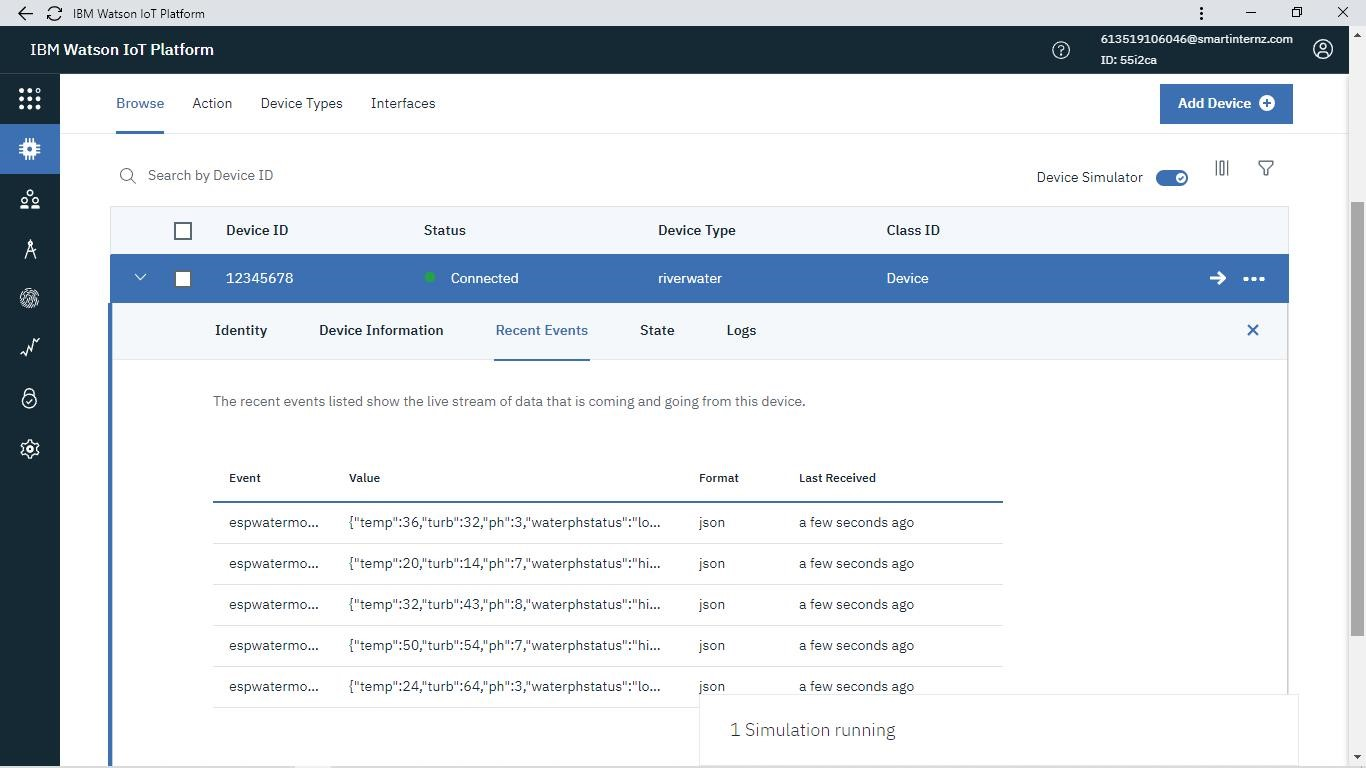 IBM Watson IoT Platform
IBM Watson IoT Platform
613519106046@smartinternz.com
ID: 55i2ca
Browse Action Device Types Interfaces Add Device
Search by Device ID Device Simulator
Device ID Status Device Type Class ID
12345678 Connected riverwater Device
Identity Device Information Recent Events State Logs
The recent events listed show the live stream of data that is coming and going from this device.
Event Value Format Last Received
espwatermo... {"temp":36,"turb":32,"ph":3,"waterphstatus":"lo... json a few seconds ago
espwatermo... {"temp":20,"turb":14,"ph":7,"waterphstatus":"hi... json a few seconds ago
espwatermo... {"temp":32,"turb":43,"ph":8,"waterphstatus":"hi... json a few seconds ago
espwatermo... {"temp":50,"turb":54,"ph":7,"waterphstatus":"hi... json a few seconds ago
espwatermo... {"temp":24,"turb":64,"ph":3,"waterphstatus":"lo... json a few seconds ago
1 Simulation running